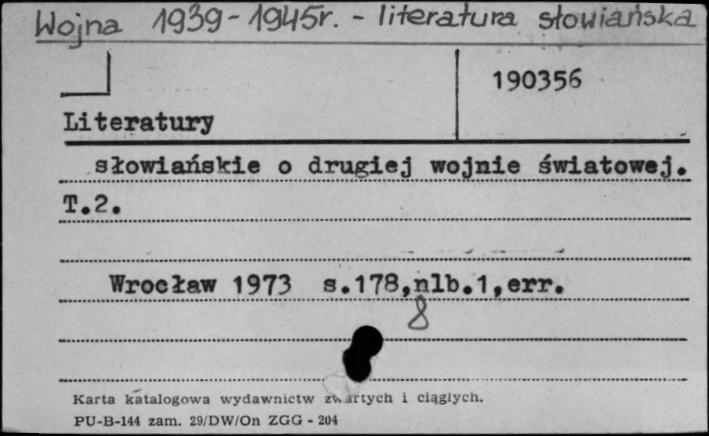 Wojna 1939-1945r. - literatura słowiańska
190356
Literatury
słowiańskie o drugiej wojnie światowej.
T.2.
Wrocław 1973 s.178,nlb.1,err.
8
Karta katalogowa wydawnictw zwartych i ciągłych.
PU-B-144 zam. 29/DW/On ZGG - 204